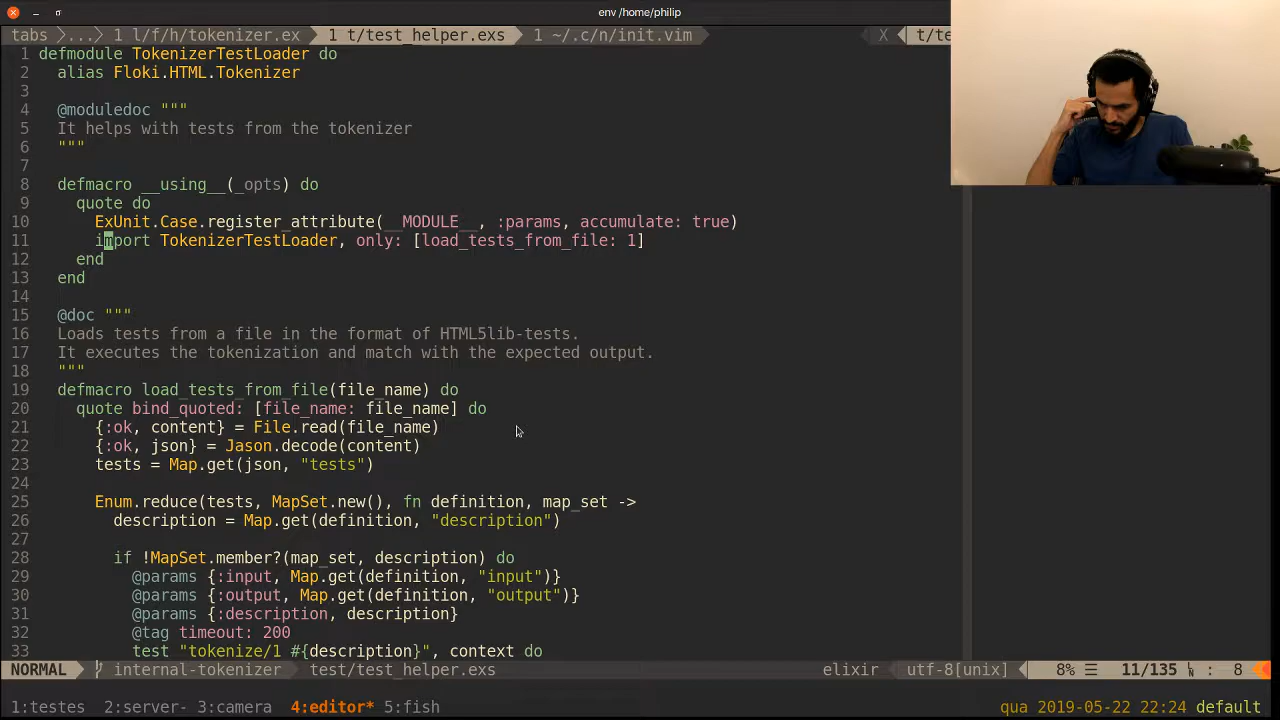 env /home/philip
tabs >...> 1 l/f/h/tokenizer.ex > 1 t/test_helper.exs > 1 ~/.c/n/init.vim X < t/te
1 defmodule TokenizerTestLoader do
2 alias Floki.HTML.Tokenizer
3
4 @moduledoc """
5 It helps with tests from the tokenizer
6 """
7
8 defmacro __using__(_opts) do
9 quote do
10 ExUnit.Case.register_attribute(__MODULE__, :params, accumulate: true)
11 import TokenizerTestLoader, only: [load_tests_from_file: 1]
12 end
13 end
14
15 @doc """
16 Loads tests from a file in the format of HTML5lib-tests.
17 It executes the tokenization and match with the expected output.
18 """
19 defmacro load_tests_from_file(file_name) do
20 quote bind_quoted: [file_name: file_name] do
21 {:ok, content} = File.read(file_name)
22 {:ok, json} = Jason.decode(content)
23 tests = Map.get(json, "tests")
24
25 Enum.reduce(tests, MapSet.new(), fn definition, map_set ->
26 description = Map.get(definition, "description")
27
28 if !MapSet.member?(map_set, description) do
29 @params {:input, Map.get(definition, "input")}
30 @params {:output, Map.get(definition, "output")}
31 @params {:description, description}
32 @tag timeout: 200
33 test "tokenize/1 #{description}", context do
NORMAL internal-tokenizer test/test_helper.exs elixir utf-8[unix] 8% ☰ 11/135 : 8
1:testes 2:server- 3:camera 4:editor* 5:fish qua 2019-05-22 22:24 default